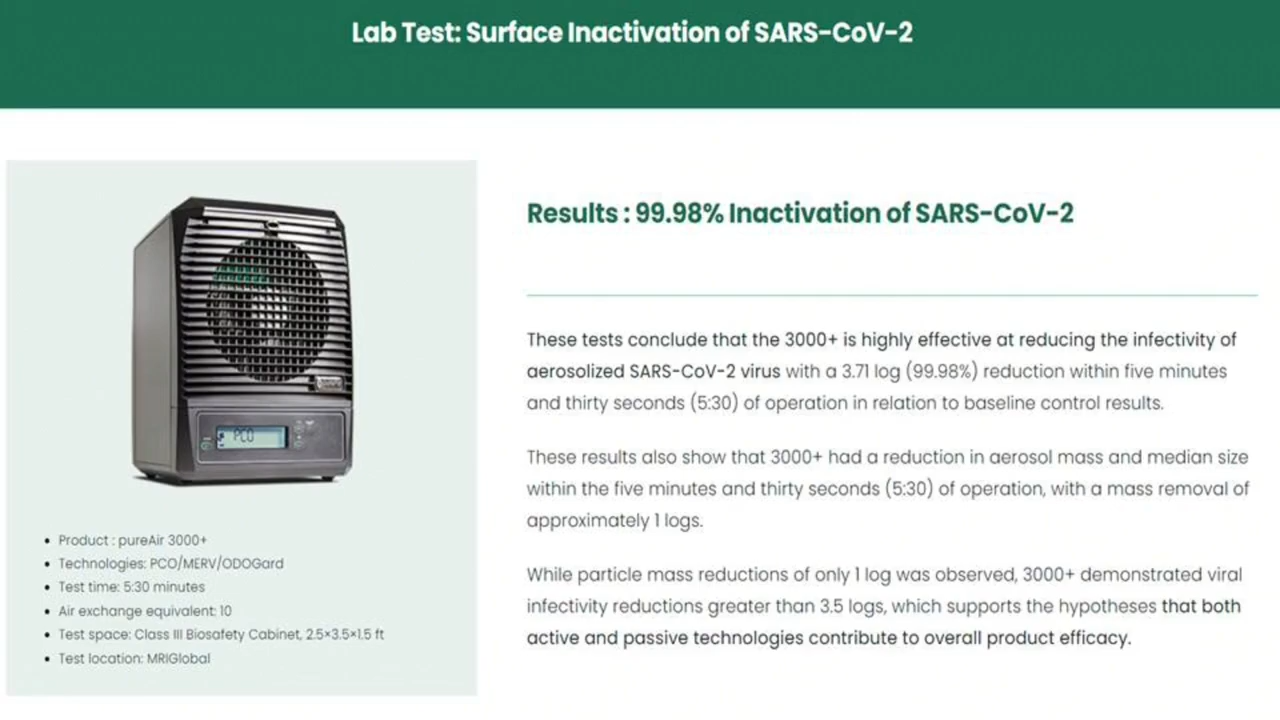 Lab Test: Surface Inactivation of SARS-CoV-2
PCO
• Product : pureAir 3000+
• Technologies: PCO/MERV/ODOGard
• Test time: 5:30 minutes
• Air exchange equivalent: 10
• Test space: Class III Biosafety Cabinet, 2.5×3.5×1.5 ft
• Test location: MRIGlobal
Results : 99.98% Inactivation of SARS-CoV-2
These tests conclude that the 3000+ is highly effective at reducing the infectivity of
aerosolized SARS-CoV-2 virus with a 3.71 log (99.98%) reduction within five minutes
and thirty seconds (5:30) of operation in relation to baseline control results.
These results also show that 3000+ had a reduction in aerosol mass and median size
within the five minutes and thirty seconds (5:30) of operation, with a mass removal of
approximately 1 logs.
While particle mass reductions of only 1 log was observed, 3000+ demonstrated viral
infectivity reductions greater than 3.5 logs, which supports the hypotheses that both
active and passive technologies contribute to overall product efficacy.